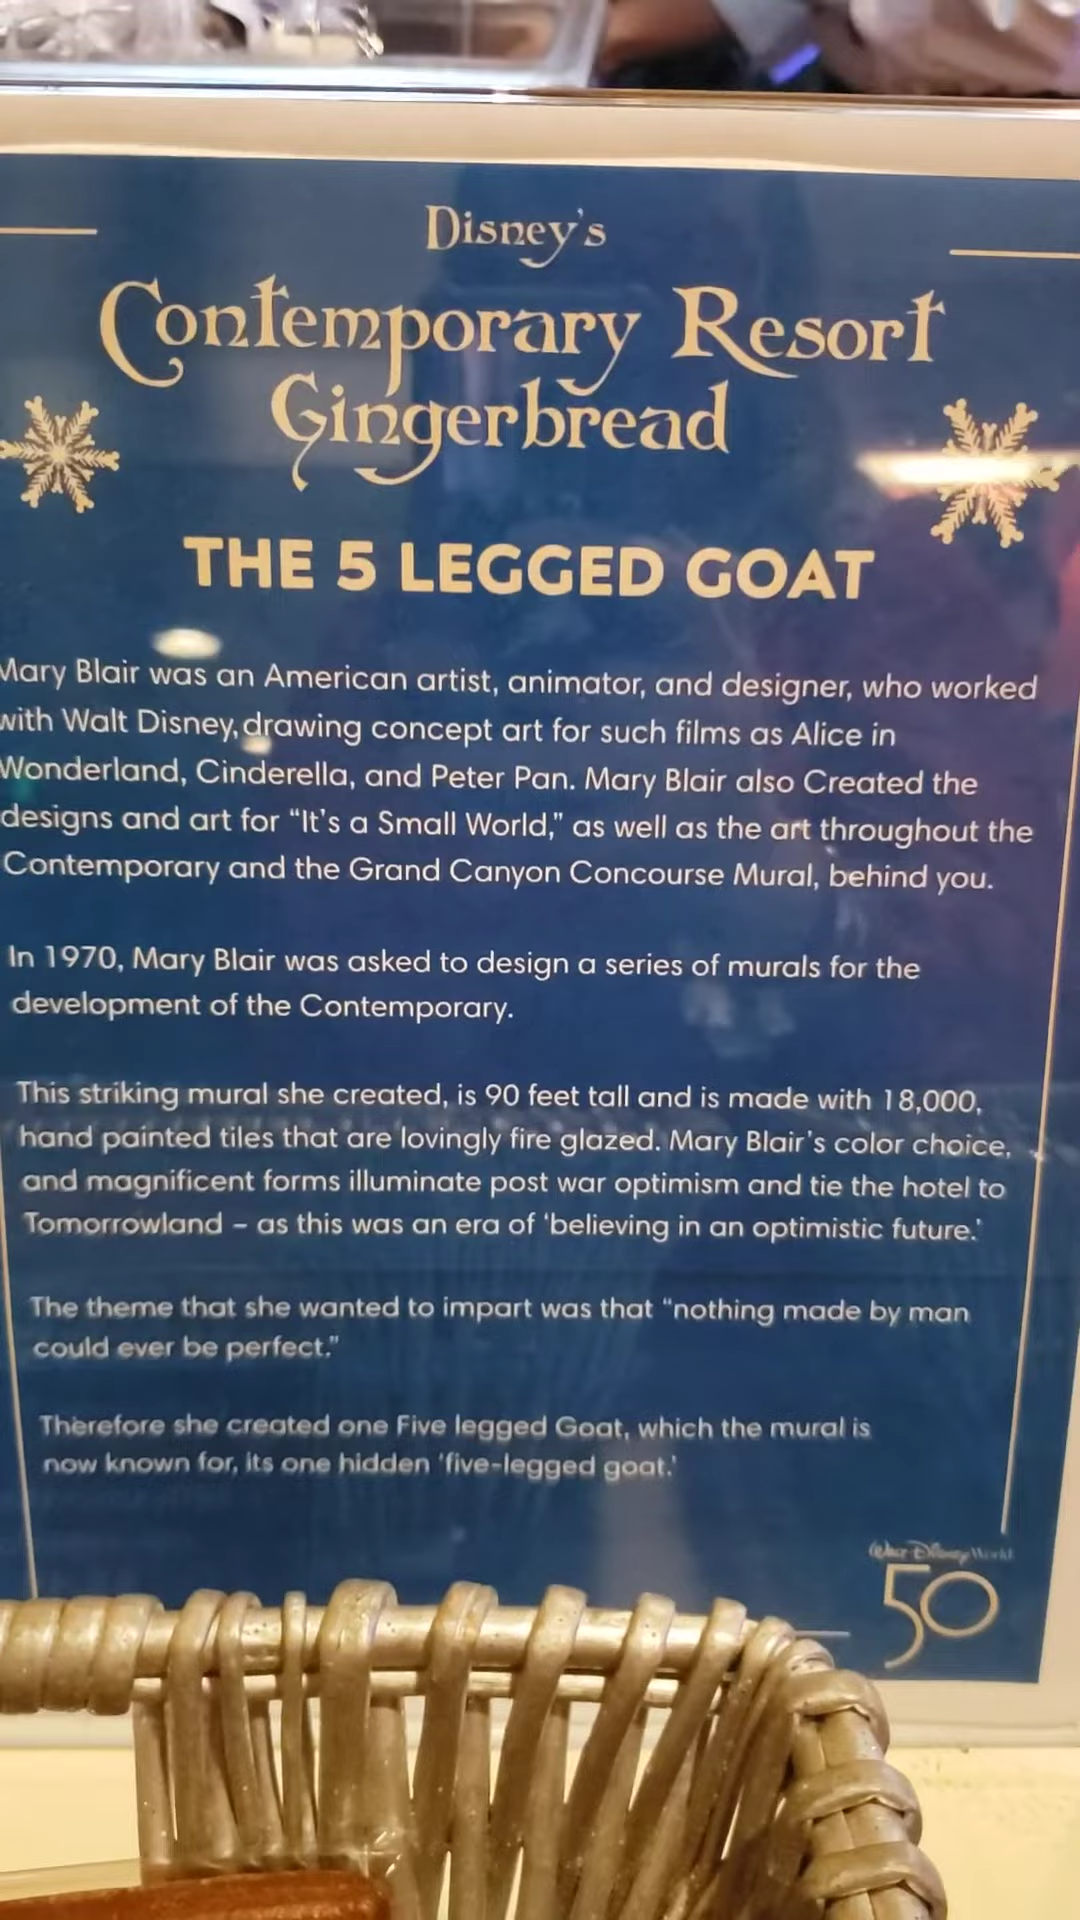 Disney's
Contemporary Resort
Gingerbread
THE 5 LEGGED GOAT
Mary Blair was an American artist, animator, and designer, who worked
with Walt Disney, drawing concept art for such films as Alice in
Wonderland, Cinderella, and Peter Pan. Mary Blair also Created the
designs and art for “It's a Small World,” as well as the art throughout the
Contemporary and the Grand Canyon Concourse Mural, behind you.
In 1970, Mary Blair was asked to design a series of murals for the
development of the Contemporary.
This striking mural she created, is 90 feet tall and is made with 18,000,
hand painted tiles that are lovingly fire glazed. Mary Blair's color choice,
and magnificent forms illuminate post war optimism and tie the hotel to
Tomorrowland – as this was an era of 'believing in an optimistic future.'
The theme that she wanted to impart was that “nothing made by man
could ever be perfect.”
Therefore she created one Five legged Goat, which the mural is
now known for, its one hidden 'five-legged goat.'
Walt Disney World
50